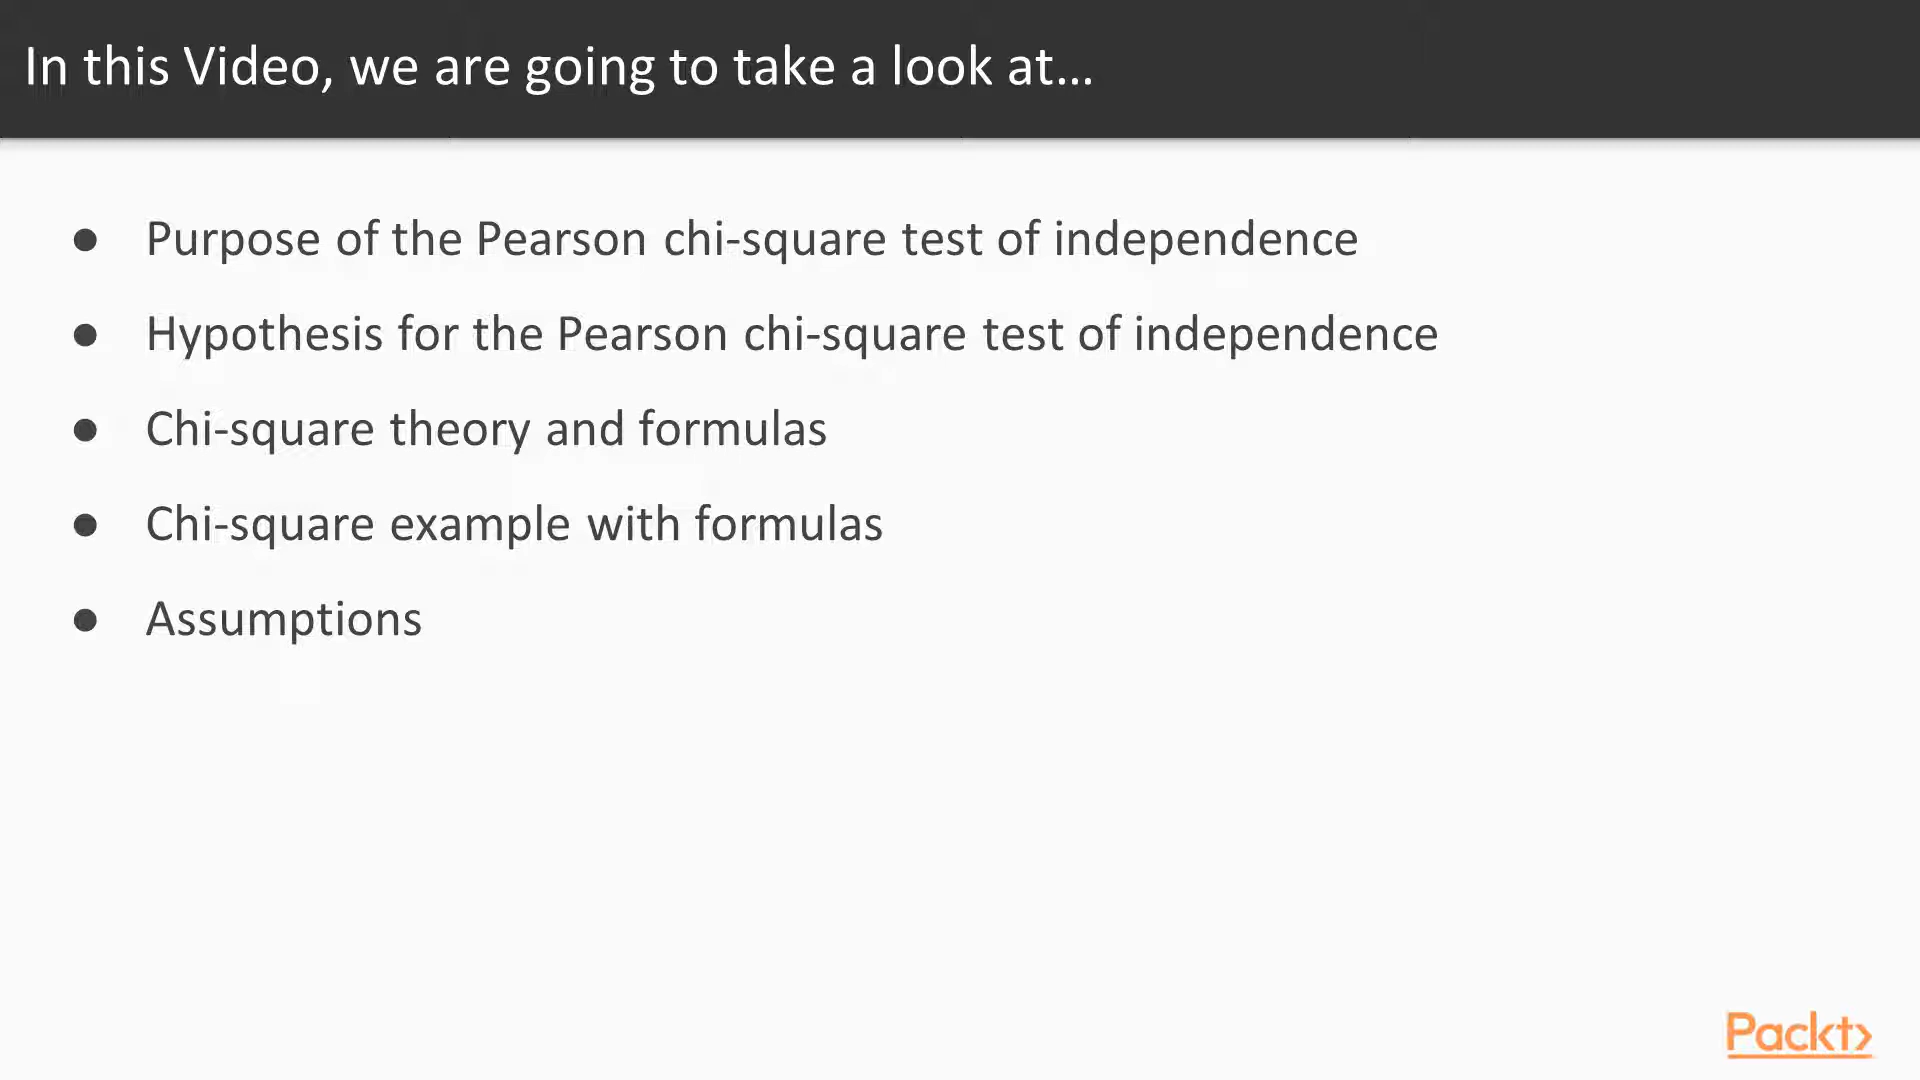 In this Video, we are going to take a look at...
● Purpose of the Pearson chi-square test of independence
● Hypothesis for the Pearson chi-square test of independence
● Chi-square theory and formulas
● Chi-square example with formulas
● Assumptions
Packt>